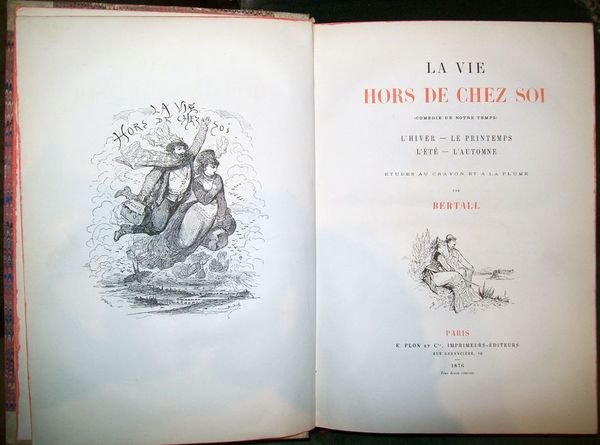 LA VIE
HORS DE CHEZ SOI
LA VIE
HORS DE CHEZ SOI
(COMÉDIE DE NOTRE TEMPS)
L'HIVER — LE PRINTEMPS
L'ÉTÉ — L'AUTOMNE
ÉTUDES AU CRAYON ET A LA PLUME
PAR
BERTALL
PARIS
E. PLON ET Cie, IMPRIMEURS-ÉDITEURS
RUE GARANCIÈRE, 10
1876
Tous droits réservés